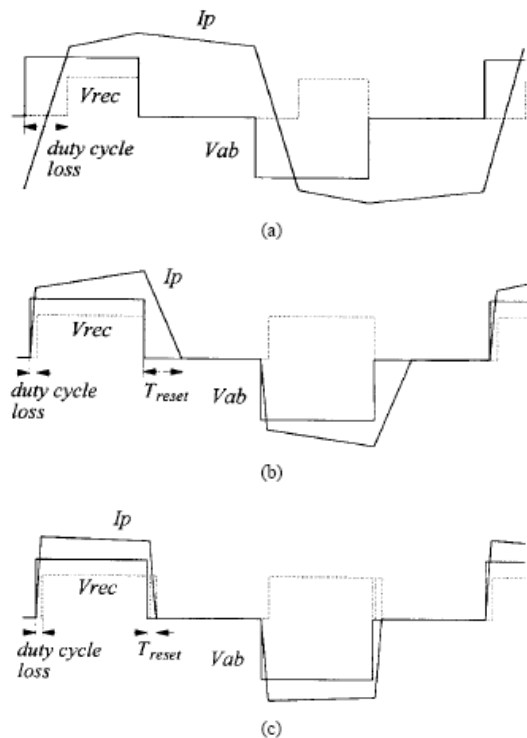 Ip
Vrec
Vab
duty cycle
loss
(a)
Ip
Vrec
duty cycle
loss
Treset
Vab
(b)
Ip
Vrec
duty cycle
loss
Treset
Vab
(c)